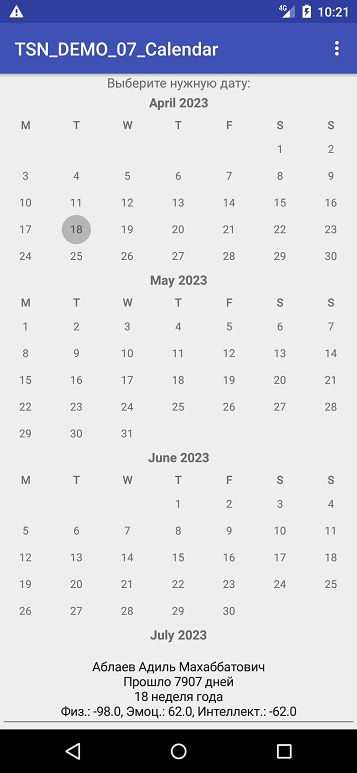 4G 10:21
TSN_DEMO_07_Calendar
Выберите нужную дату:
April 2023
M T W T F S S
1 2
3 4 5 6 7 8 9
10 11 12 13 14 15 16
17 18 19 20 21 22 23
24 25 26 27 28 29 30
May 2023
M T W T F S S
1 2 3 4 5 6 7
8 9 10 11 12 13 14
15 16 17 18 19 20 21
22 23 24 25 26 27 28
29 30 31
June 2023
M T W T F S S
1 2 3 4
5 6 7 8 9 10 11
12 13 14 15 16 17 18
19 20 21 22 23 24 25
26 27 28 29 30
July 2023
Аблаев Адиль Махаббатович
Прошло 7907 дней
18 неделя года
Физ.: -98.0, Эмоц.: 62.0, Интеллект.: -62.0